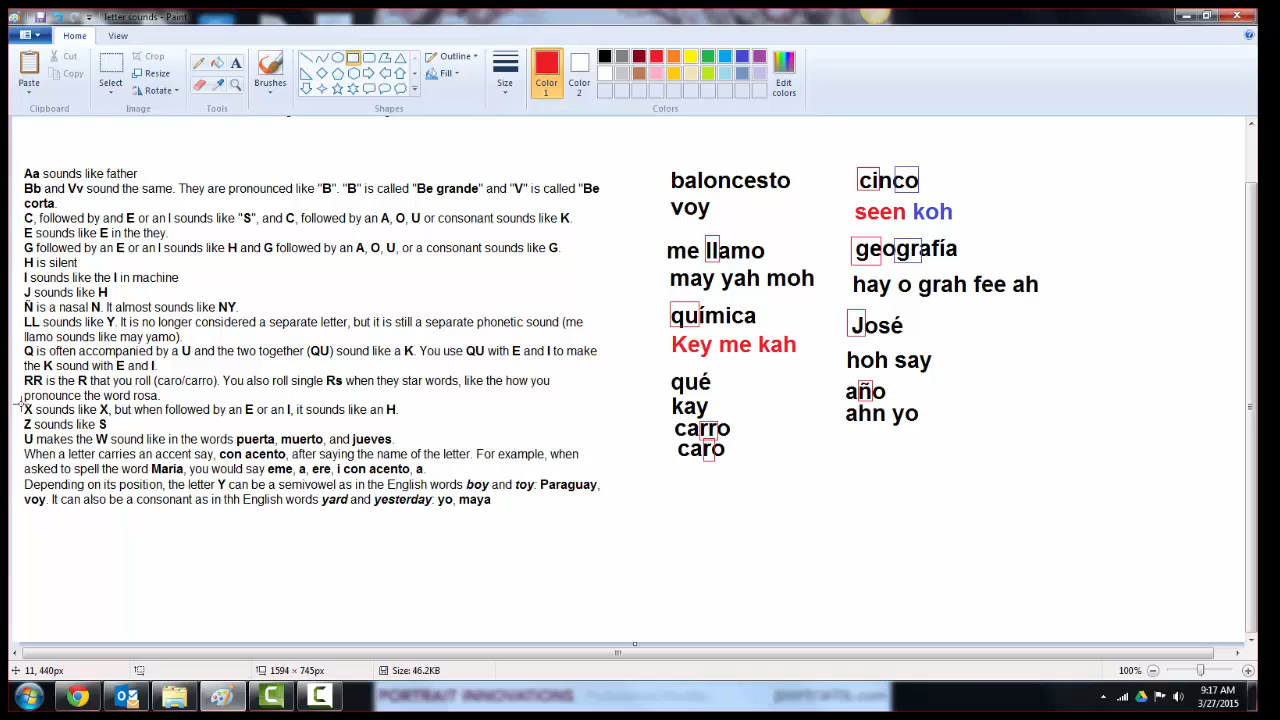 letter sounds - Paint
Home
View
Cut
Copy
Paste
Clipboard
Crop
Resize
Rotate
Select
Image
A
Tools
Brushes
Outline
Fill
Shapes
Size
Color 1
Color 2
Edit colors
Colors
Aa sounds like father
Bb and Vv sound the same. They are pronounced like "B". "B" is called "Be grande" and "V" is called "Be
corta.
C, followed by and E or an I sounds like "S", and C, followed by an A, O, U or consonant sounds like K.
E sounds like E in the they.
G followed by an E or an I sounds like H and G followed by an A, O, U, or a consonant sounds like G.
H is silent
I sounds like the I in machine
J sounds like H
Ñ is a nasal N. It almost sounds like NY.
LL sounds like Y. It is no longer considered a separate letter, but it is still a separate phonetic sound (me
llamo sounds like may yamo).
Q is often accompanied by a U and the two together (QU) sound like a K. You use QU with E and I to make
the K sound with E and I.
RR is the R that you roll (caro/carro). You also roll single Rs when they star words, like the how you
pronounce the word rosa.
X sounds like X, but when followed by an E or an I, it sounds like an H.
Z sounds like S
U makes the W sound like in the words puerta, muerto, and jueves.
When a letter carries an accent say, con acento, after saying the name of the letter. For example, when
asked to spell the word María, you would say eme, a, ere, i con acento, a.
Depending on its position, the letter Y can be a semivowel as in the English words boy and toy: Paraguay,
voy. It can also be a consonant as in thh English words yard and yesterday: yo, maya
baloncesto
voy
me llamo
may yah moh
química
Key me kah
qué
kay
carro
caro
cinco
seen koh
geografía
hay o grah fee ah
José
hoh say
año
ahn yo
11, 440px
1594 × 745px
Size: 46.2KB
100%
9:17 AM
3/27/2015